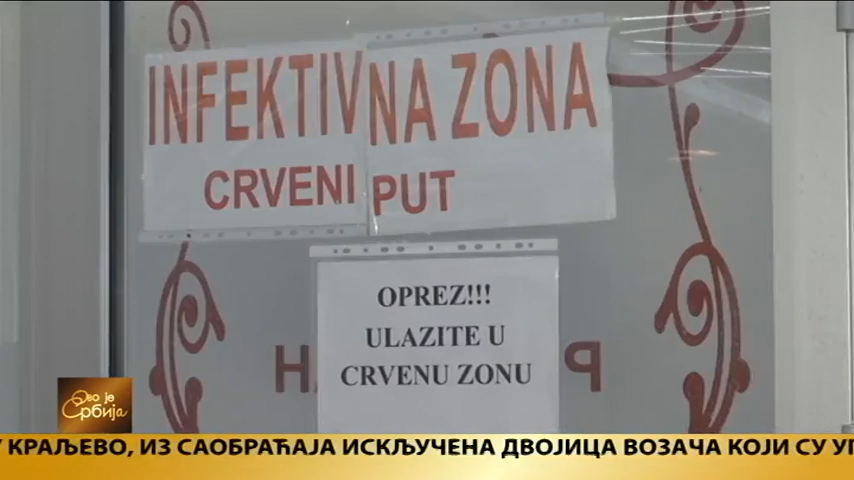 INFEKTIVNA ZONA
CRVENI PUT
OPREZ!!!
ULAZITE U
CRVENU ZONU
Ово је
Србија
У КРАЉЕВО, ИЗ САОБРАЋАЈА ИСКЉУЧЕНА ДВОЈИЦА ВОЗАЧА КОЈИ СУ